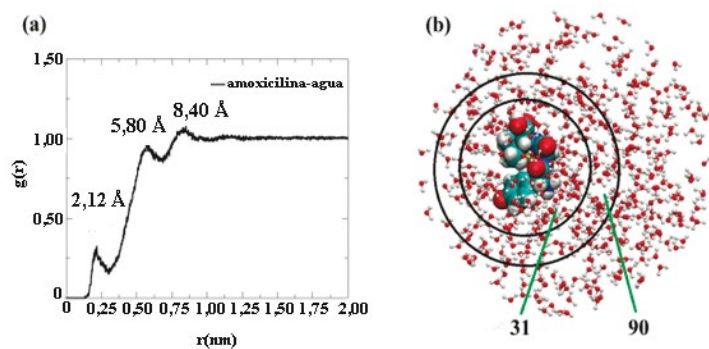 (a)
1,50
1,00
0,50
0
amoxicilina-agua
2,12 Å
5,80 Å
8,40 Å
g(r)
0 0,25 0,50 0,75 1,00 1,25 1,50 1,75 2,00
r(nm)
(b)
31 90